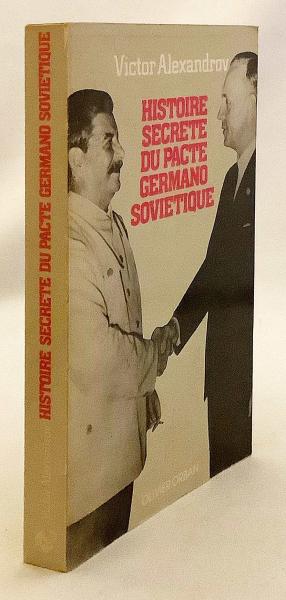 Victor Alexandrov
HISTOIRE
SECRETE
DU PACTE
GERMANO
SOVIETIQUE
OLIVIER ORBAN
HISTOIRE SECRETE DU PACTE GERMANO SOVIETIQUE